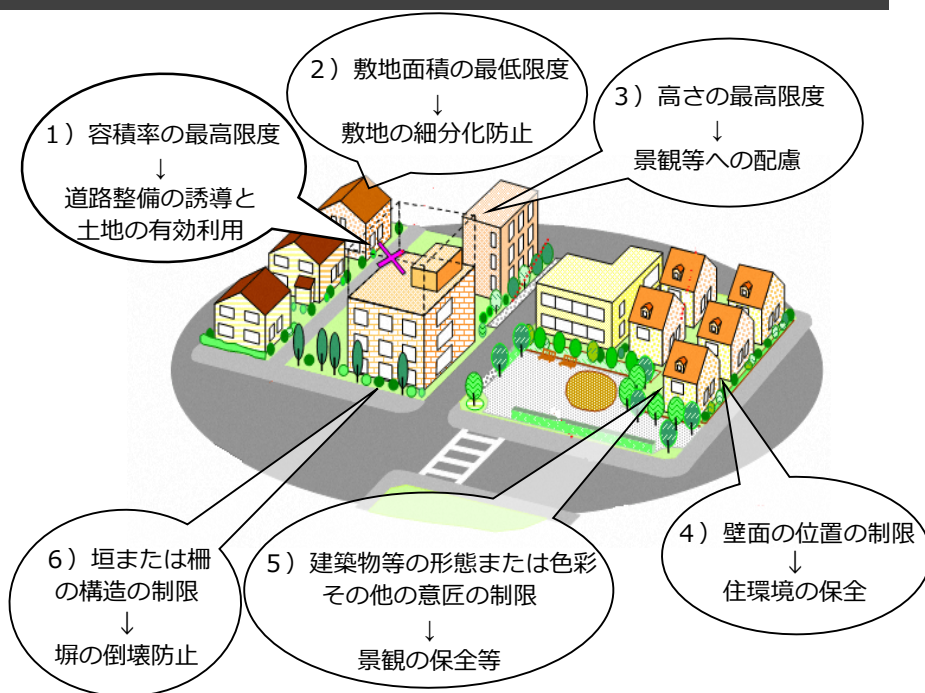 1）容積率の最高限度
↓
道路整備の誘導と
土地の有効利用
2）敷地面積の最低限度
↓
敷地の細分化防止
3）高さの最高限度
↓
景観等への配慮
4）壁面の位置の制限
↓
住環境の保全
5）建築物等の形態または色彩
その他の意匠の制限
↓
景観の保全等
6）垣または柵
の構造の制限
↓
塀の倒壊防止